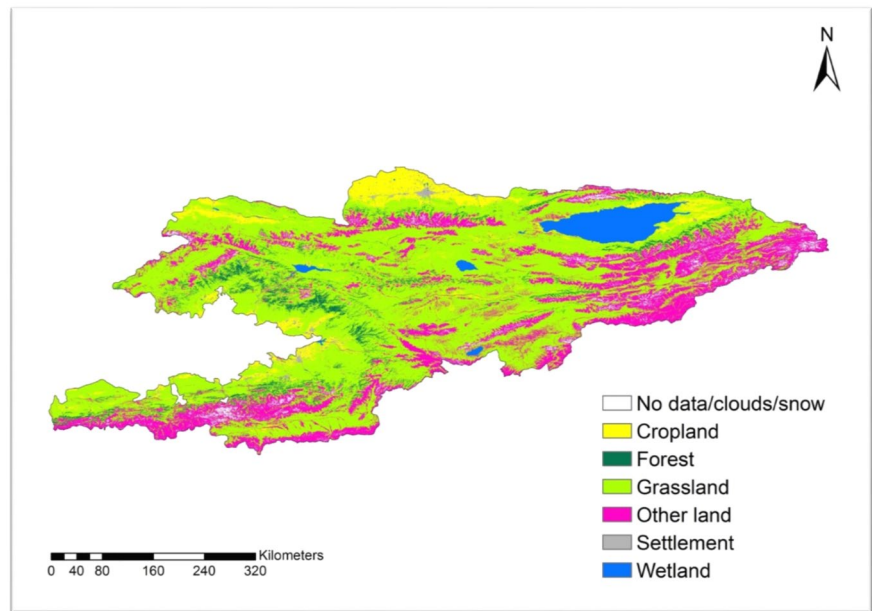 N
No data/clouds/snow
Cropland
Forest
Grassland
Other land
Settlement
Wetland
Kilometers
0 40 80 160 240 320